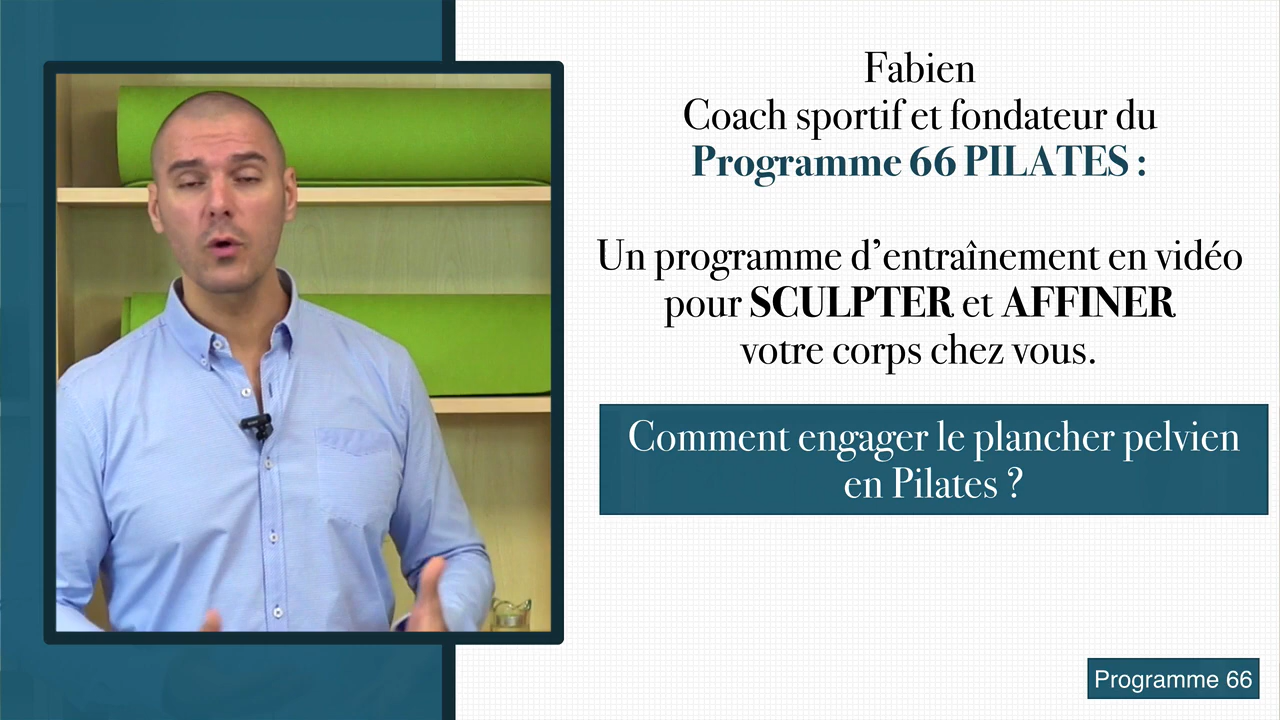 Fabien
Coach sportif et fondateur du
Programme 66 PILATES :
Un programme d’entraînement en vidéo
pour SCULPTER et AFFINER
votre corps chez vous.
Comment engager le plancher pelvien
en Pilates ?
Programme 66